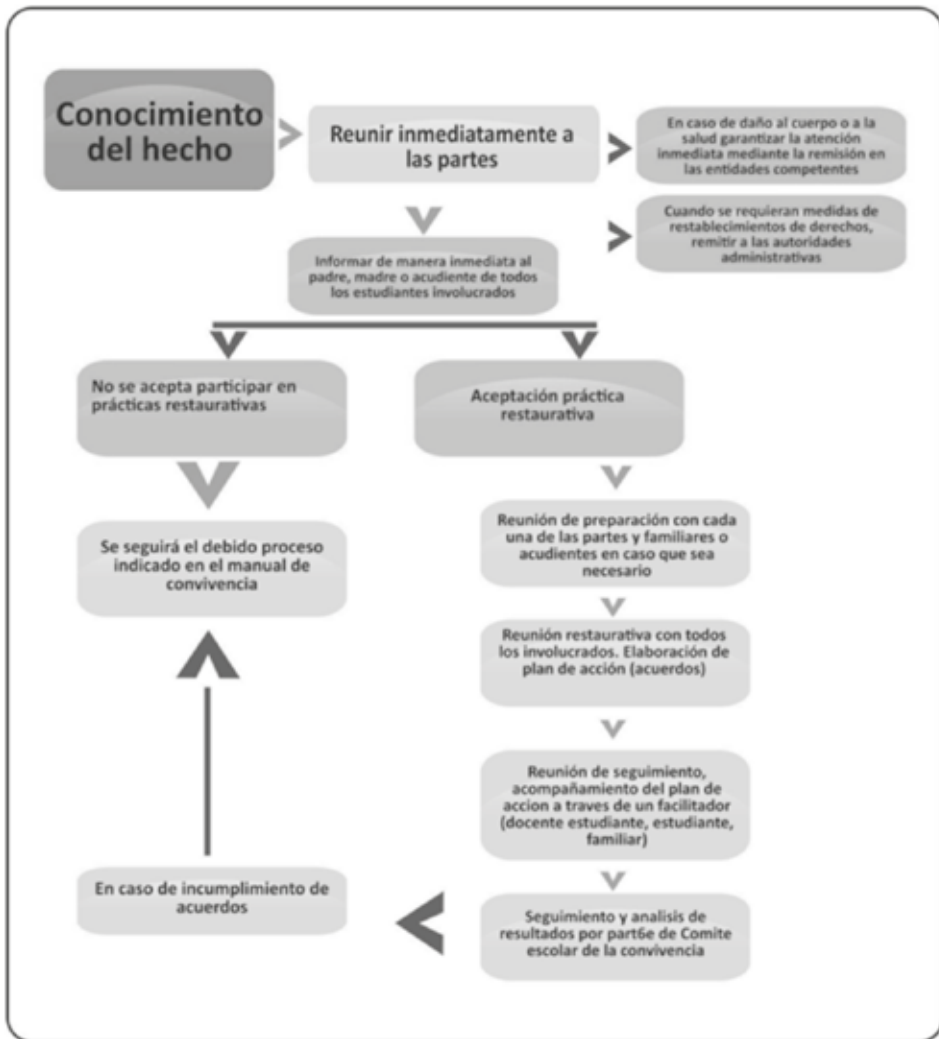 Conocimiento
del hecho
Reunir inmediatamente a
las partes
En caso de daño al cuerpo o a la
salud garantizar la atención
inmediata mediante la remisión en
las entidades competentes
Cuando se requieran medidas de
restablecimientos de derechos,
remitir a las autoridades
administrativas
Informar de manera inmediata al
padre, madre o acudiente de todos
los estudiantes involucrados
No se acepta participar en
prácticas restaurativas
Aceptación práctica
restaurativa
Se seguirá el debido proceso
indicado en el manual de
convivencia
Reunión de preparación con cada
una de las partes y familiares o
acudientes en caso que sea
necesario
Reunión restaurativa con todos
los involucrados. Elaboración de
plan de acción (acuerdos)
Reunión de seguimiento,
acompañamiento del plan de
accion a traves de un facilitador
(docente estudiante, estudiante,
familiar)
En caso de incumplimiento de
acuerdos
Seguimiento y analisis de
resultados por part6e de Comite
escolar de la convivencia